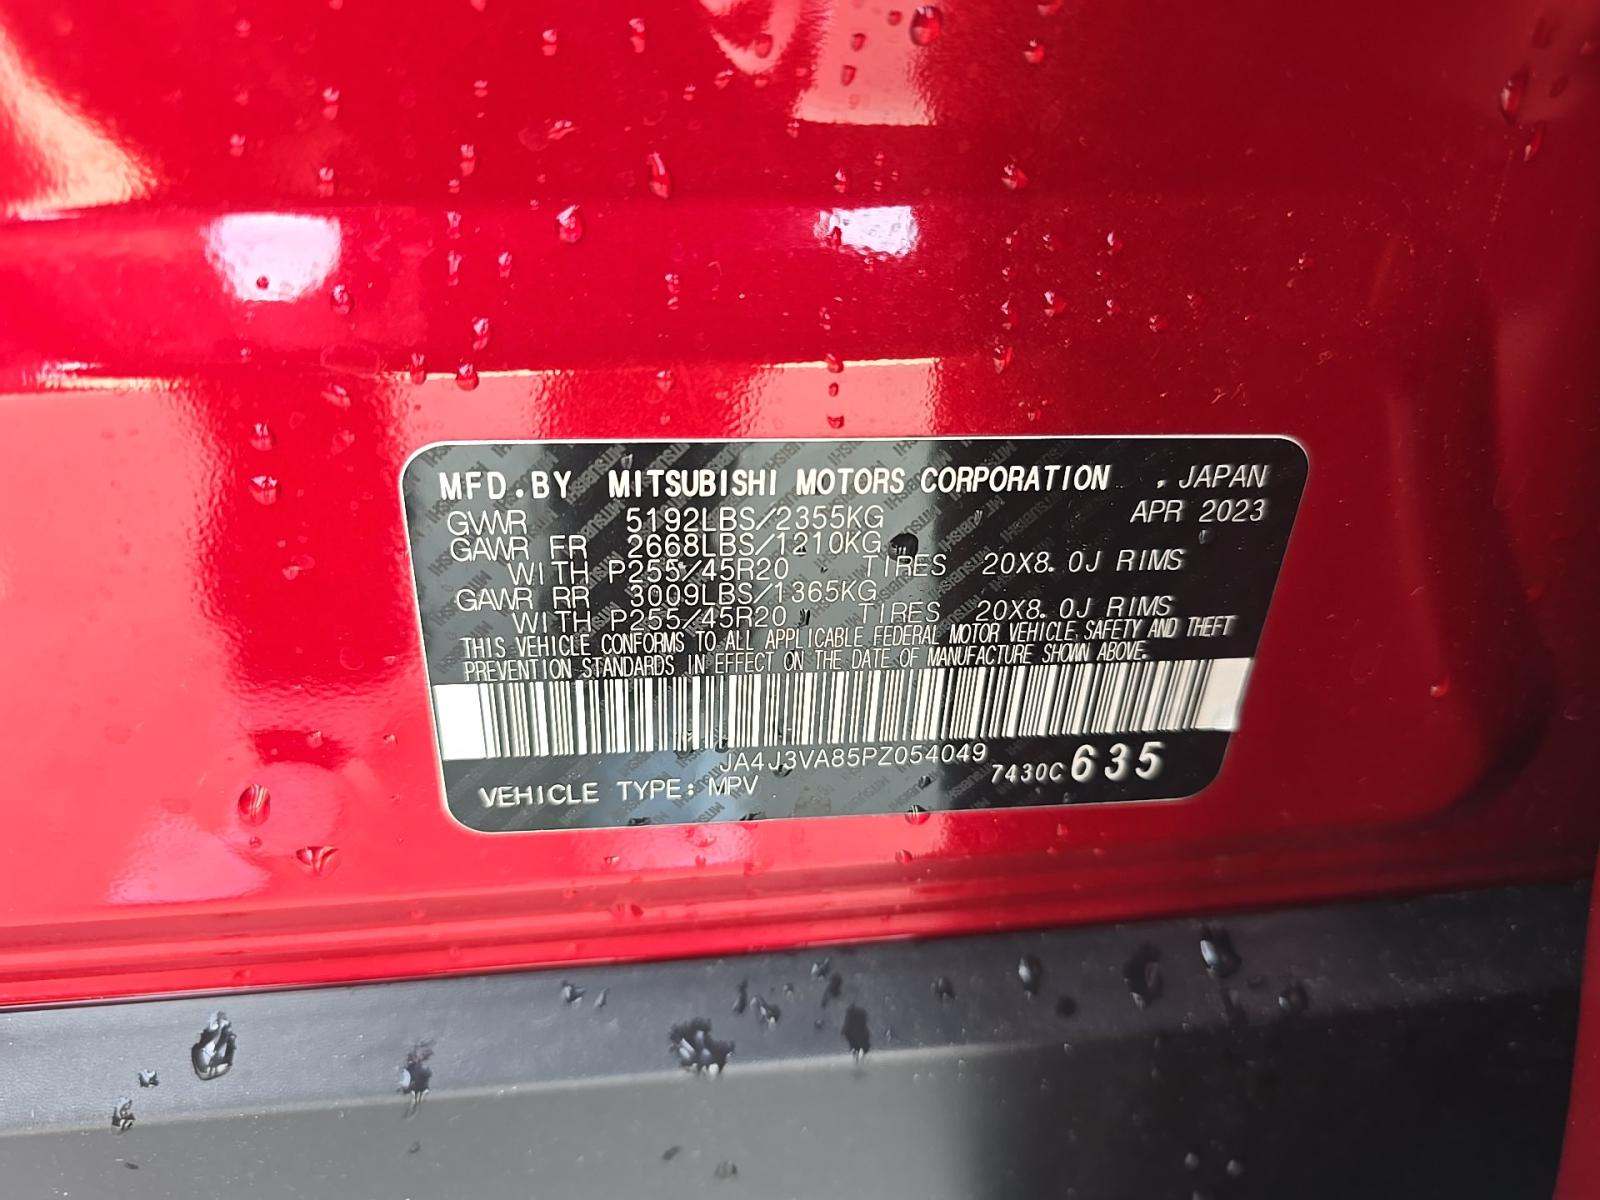 MFD.BY MITSUBISHI MOTORS CORPORATION , JAPAN
GVWR 5192LBS/2355KG APR 2023
GAWR FR 2668LBS/1210KG
WITH P255/45R20 TIRES 20X8.0J RIMS
GAWR RR 3009LBS/1365KG
WITH P255/45R20 TIRES 20X8.0J RIMS
THIS VEHICLE CONFORMS TO ALL APPLICABLE FEDERAL MOTOR VEHICLE SAFETY AND THEFT
PREVENTION STANDARDS IN EFFECT ON THE DATE OF MANUFACTURE SHOWN ABOVE.
JA4J3VA85PZ054049
VEHICLE TYPE: MPV 7430C 635